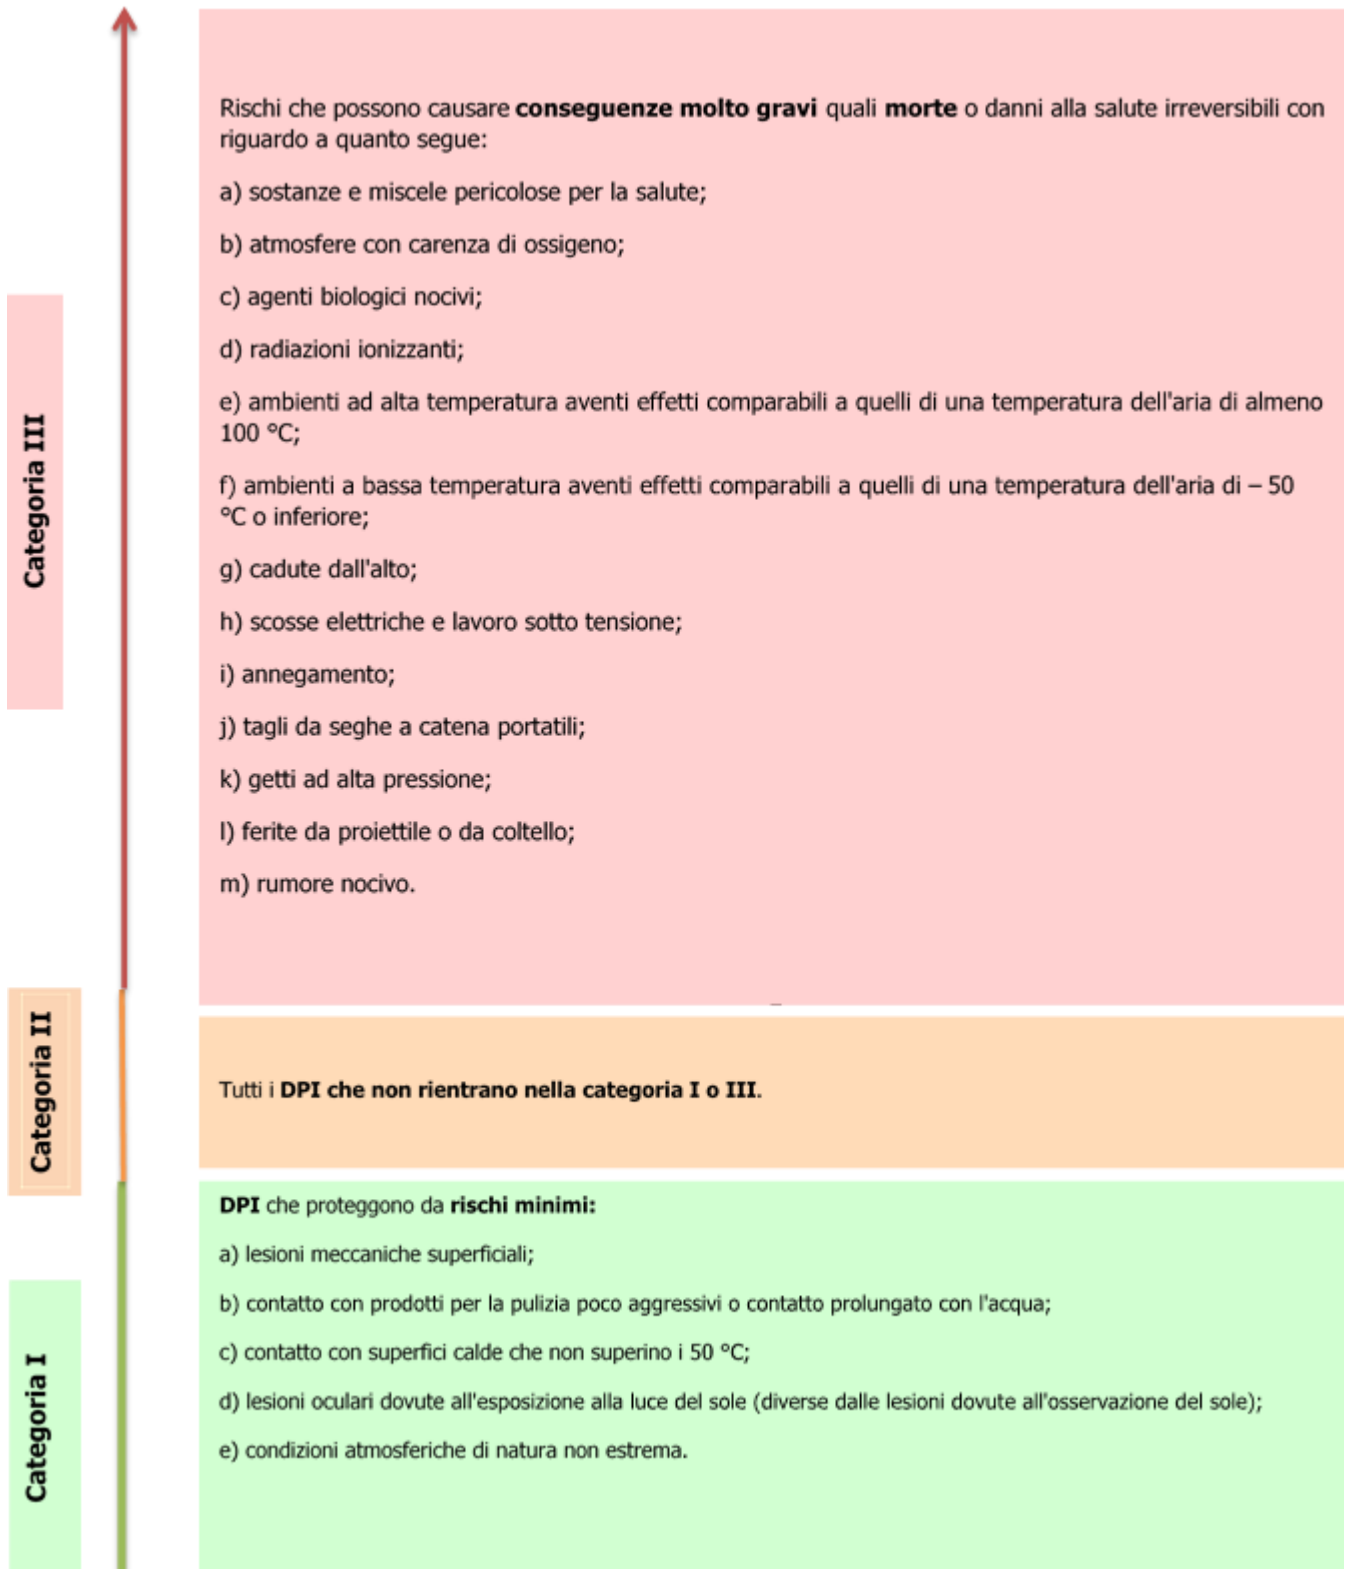 Rischi che possono causare conseguenze molto gravi quali morte o danni alla salute irreversibili con
riguardo a quanto segue:
a) sostanze e miscele pericolose per la salute;
b) atmosfere con carenza di ossigeno;
c) agenti biologici nocivi;
d) radiazioni ionizzanti;
e) ambienti ad alta temperatura aventi effetti comparabili a quelli di una temperatura dell'aria di almeno
100 °C;
f) ambienti a bassa temperatura aventi effetti comparabili a quelli di una temperatura dell'aria di – 50
°C o inferiore;
g) cadute dall'alto;
h) scosse elettriche e lavoro sotto tensione;
i) annegamento;
j) tagli da seghe a catena portatili;
k) getti ad alta pressione;
l) ferite da proiettile o da coltello;
m) rumore nocivo.
Categoria III
Tutti i DPI che non rientrano nella categoria I o III.
Categoria II
DPI che proteggono da rischi minimi:
a) lesioni meccaniche superficiali;
b) contatto con prodotti per la pulizia poco aggressivi o contatto prolungato con l'acqua;
c) contatto con superfici calde che non superino i 50 °C;
d) lesioni oculari dovute all'esposizione alla luce del sole (diverse dalle lesioni dovute all'osservazione del sole);
e) condizioni atmosferiche di natura non estrema.
Categoria I